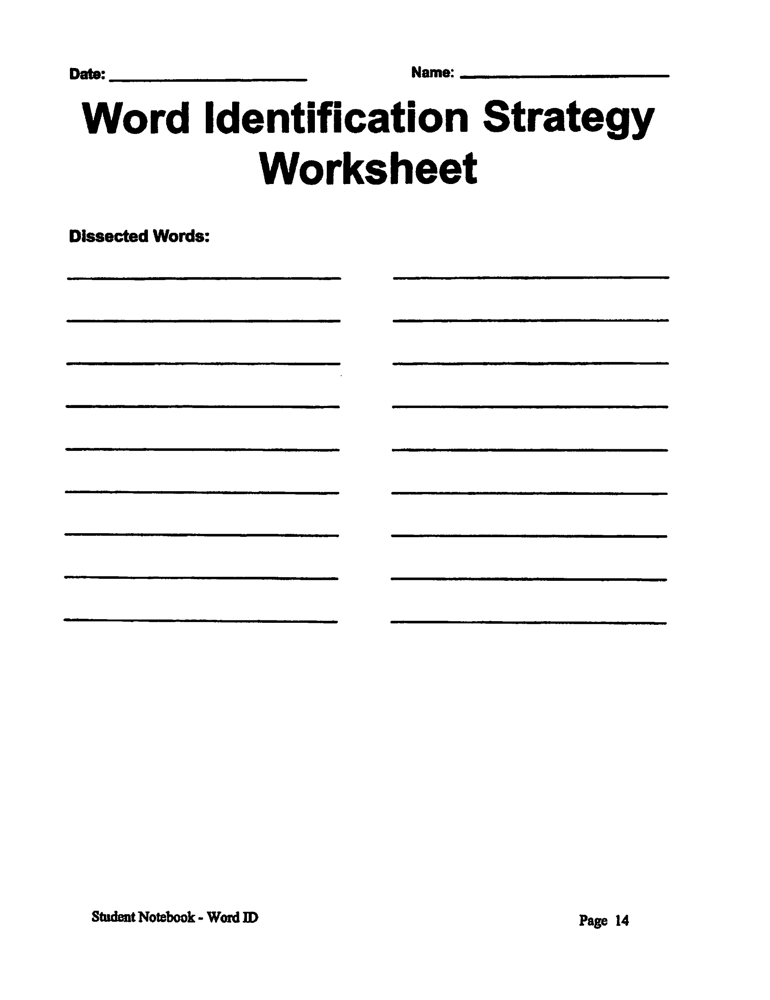 Date: Name:
Word Identification Strategy
Worksheet
Dissected Words:
Student Notebook - Word ID Page 14